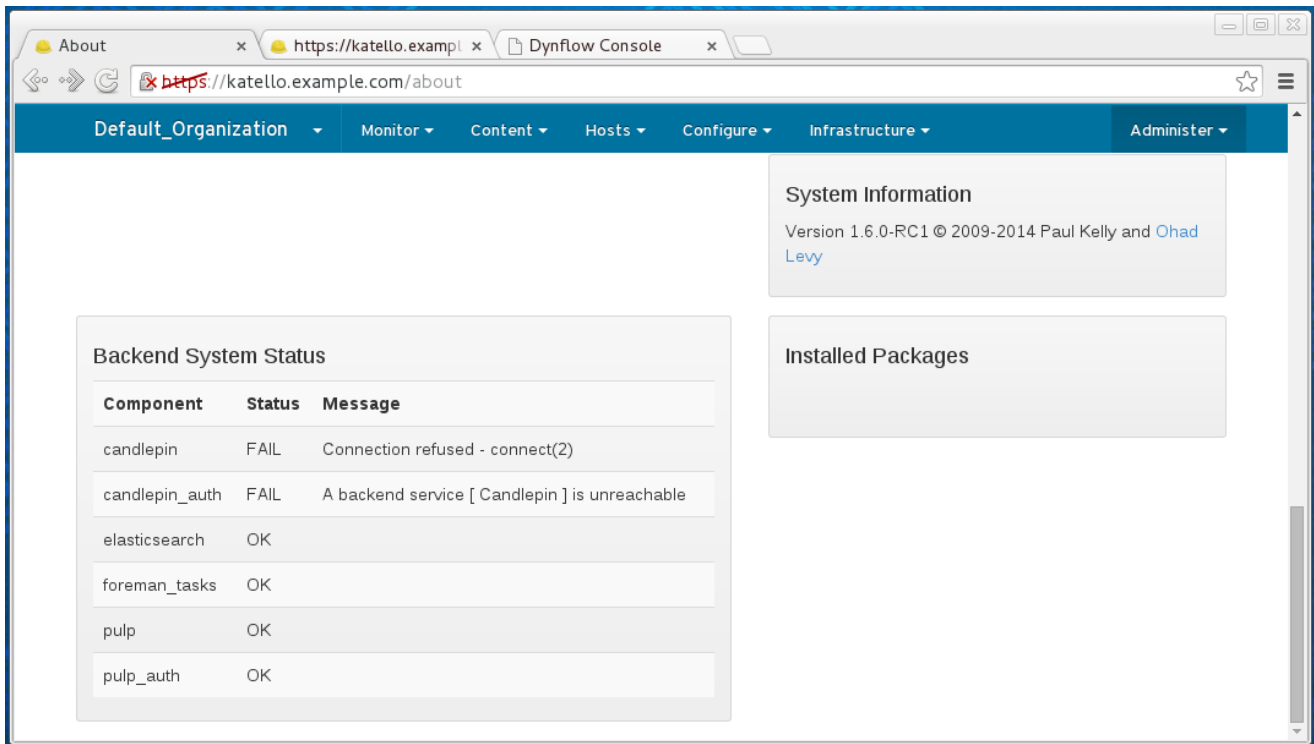 About
https://katello.exampl
Dynflow Console
https://katello.example.com/about
Default_Organization Monitor Content Hosts Configure Infrastructure Administer
System Information
Version 1.6.0-RC1 © 2009-2014 Paul Kelly and Ohad
Levy
Backend System Status
Component Status Message
candlepin FAIL Connection refused - connect(2)
candlepin_auth FAIL A backend service [ Candlepin ] is unreachable
elasticsearch OK
foreman_tasks OK
pulp OK
pulp_auth OK
Installed Packages